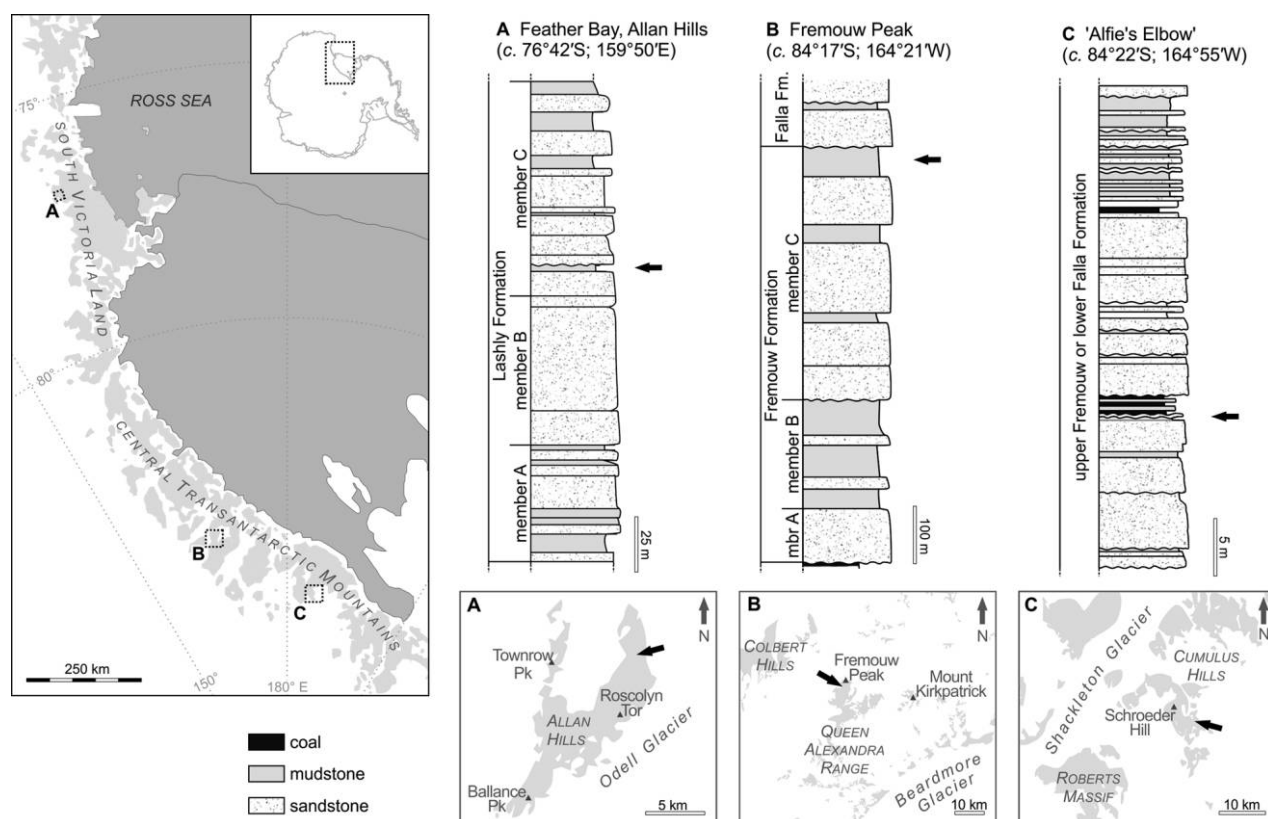 ROSS SEA
75°
SOUTH VICTORIA LAND
A
80°
CENTRAL TRANSANTARCTIC MOUNTAINS
B
C
250 km
150°
180° E
coal
mudstone
sandstone
A Feather Bay, Allan Hills
(c. 76°42′S; 159°50′E)
Lashly Formation
member C
member B
member A
25 m
B Fremouw Peak
(c. 84°17′S; 164°21′W)
Falla Fm.
Fremouw Formation
member C
member B
mbr A
100 m
C 'Alfie's Elbow'
(c. 84°22′S; 164°55′W)
upper Fremouw or lower Falla Formation
5 m
A
N
Townrow
Pk
Roscolyn
Tor
ALLAN
HILLS
Odell Glacier
Ballance
Pk
5 km
B
N
COLBERT
HILLS
Fremouw
Peak
Mount
Kirkpatrick
QUEEN
ALEXANDRA
RANGE
Beardmore
Glacier
10 km
C
N
Shackleton Glacier
CUMULUS
HILLS
Schroeder
Hill
ROBERTS
MASSIF
10 km